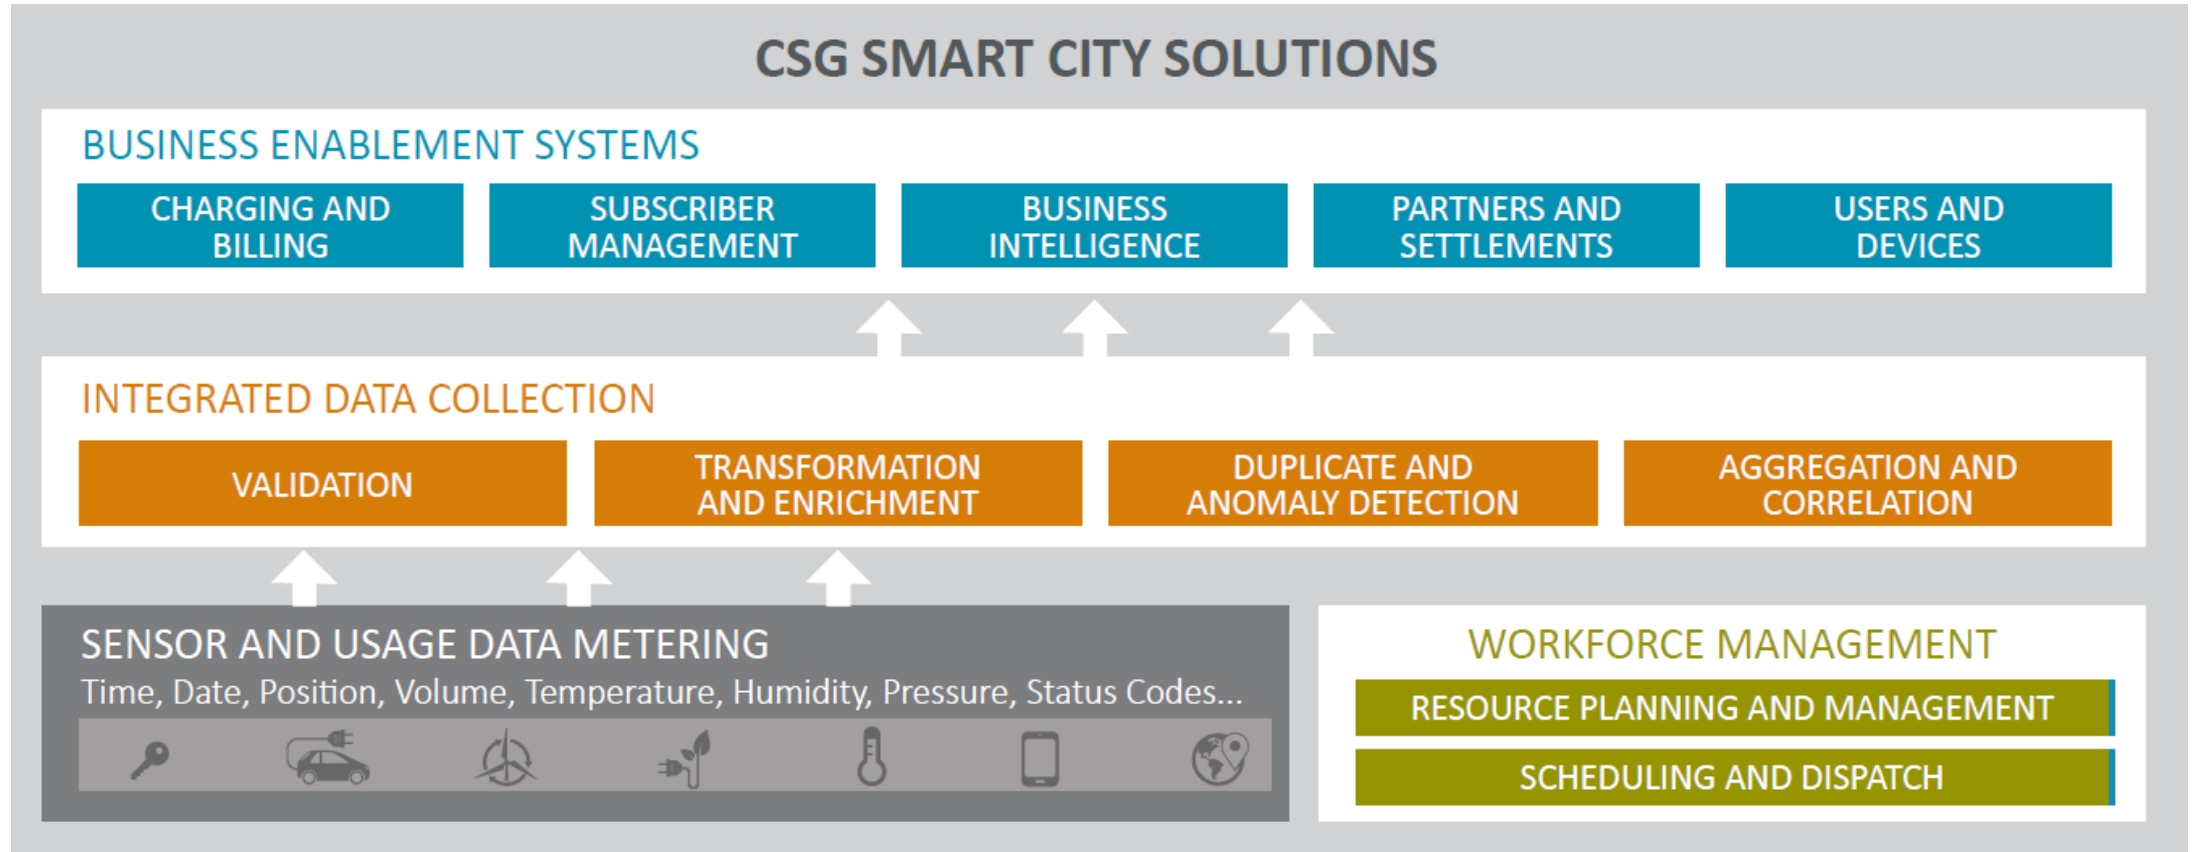 CSG SMART CITY SOLUTIONS
BUSINESS ENABLEMENT SYSTEMS
CHARGING AND
BILLING
SUBSCRIBER
MANAGEMENT
BUSINESS
INTELLIGENCE
PARTNERS AND
SETTLEMENTS
USERS AND
DEVICES
INTEGRATED DATA COLLECTION
VALIDATION
TRANSFORMATION
AND ENRICHMENT
DUPLICATE AND
ANOMALY DETECTION
AGGREGATION AND
CORRELATION
SENSOR AND USAGE DATA METERING
Time, Date, Position, Volume, Temperature, Humidity, Pressure, Status Codes...
WORKFORCE MANAGEMENT
RESOURCE PLANNING AND MANAGEMENT
SCHEDULING AND DISPATCH